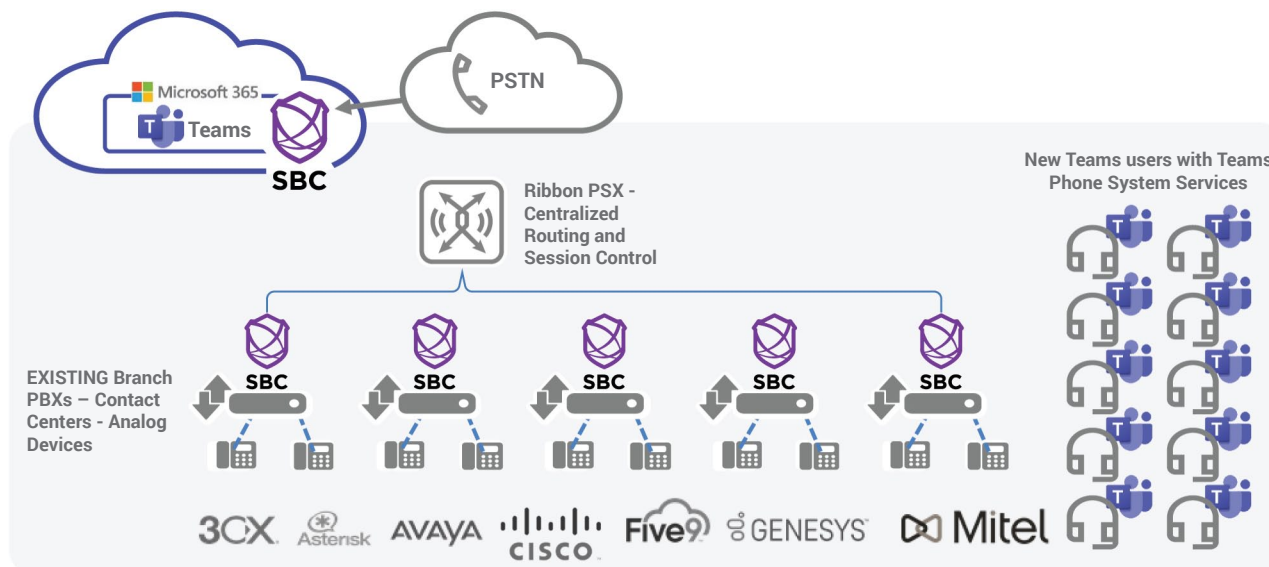 Microsoft 365
Teams
SBC
PSTN
New Teams users with Teams
Phone System Services
Ribbon PSX -
Centralized
Routing and
Session Control
SBC
SBC
SBC
SBC
SBC
EXISTING Branch
PBXs – Contact
Centers - Analog
Devices
3CX
Asterisk
AVAYA
CISCO
Five9
GENESYS
Mitel
T
T
T
T
T
T
T
T
T
T
T